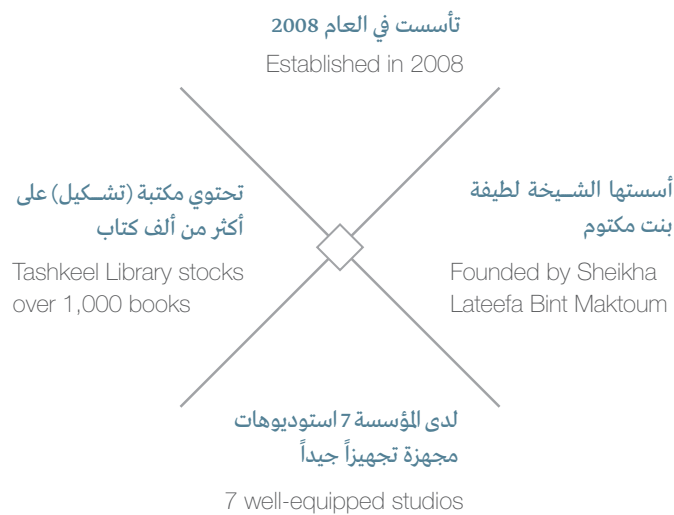 تأسست في العام 2008
Established in 2008
أسستها الشــيخة لطيفة
بنت مكتوم
Founded by Sheikha
Lateefa Bint Maktoum
تحتوي مكتبة (تشــكيل) على
أكثر من ألف كتاب
Tashkeel Library stocks
over 1,000 books
لدى المؤسسة 7 استوديوهات
مجهزة تجهيزاً جيداً
7 well-equipped studios